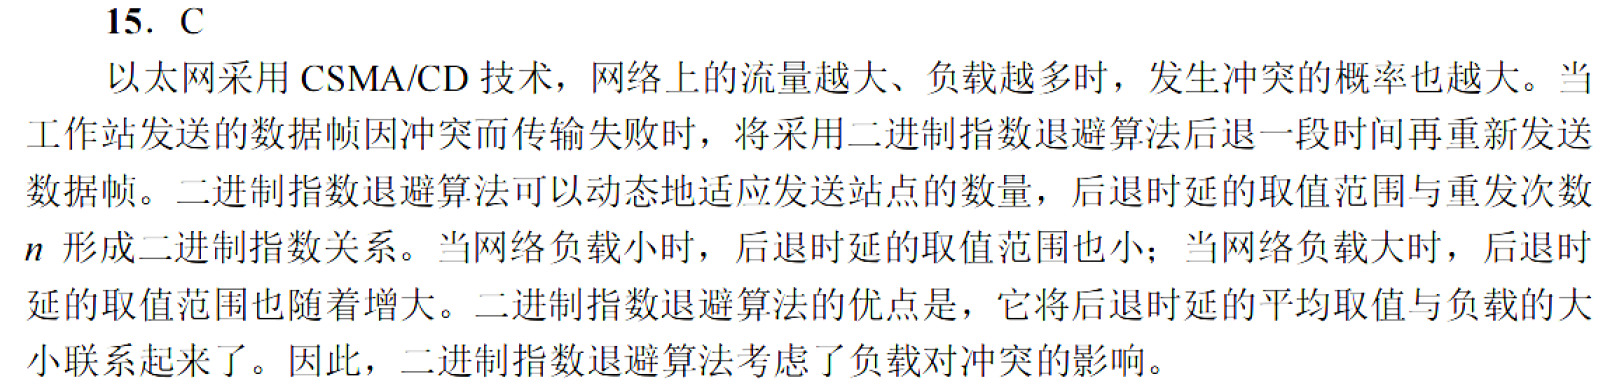 15. C
以太网采用 CSMA/CD 技术，网络上的流量越大、负载越多时，发生冲突的概率也越大。当
工作站发送的数据帧因冲突而传输失败时，将采用二进制指数退避算法后退一段时间再重新发送
数据帧。二进制指数退避算法可以动态地适应发送站点的数量，后退时延的取值范围与重发次数
n 形成二进制指数关系。当网络负载小时，后退时延的取值范围也小；当网络负载大时，后退时
延的取值范围也随着增大。二进制指数退避算法的优点是，它将后退时延的平均取值与负载的大
小联系起来了。因此，二进制指数退避算法考虑了负载对冲突的影响。